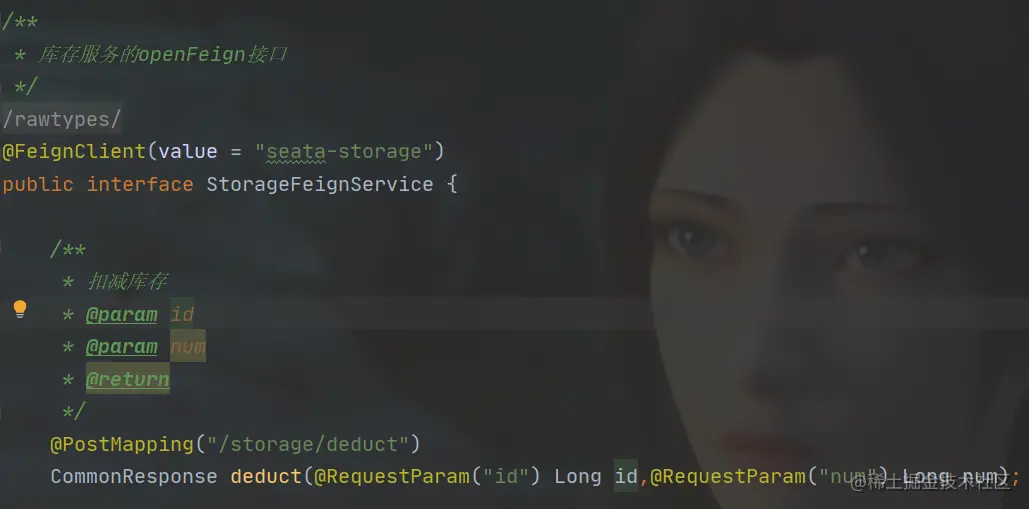 /**
 * 库存服务的openFeign接口
 */
/rawtypes/
@FeignClient(value = "seata-storage")
public interface StorageFeignService {
    /**
     * 扣减库存
     * @param id
     * @param num
     * @return
     */
    @PostMapping("/storage/deduct")
    CommonResponse deduct(@RequestParam("id") Long id,@RequestParam("num") Long num);
@稀土掘金技术社区